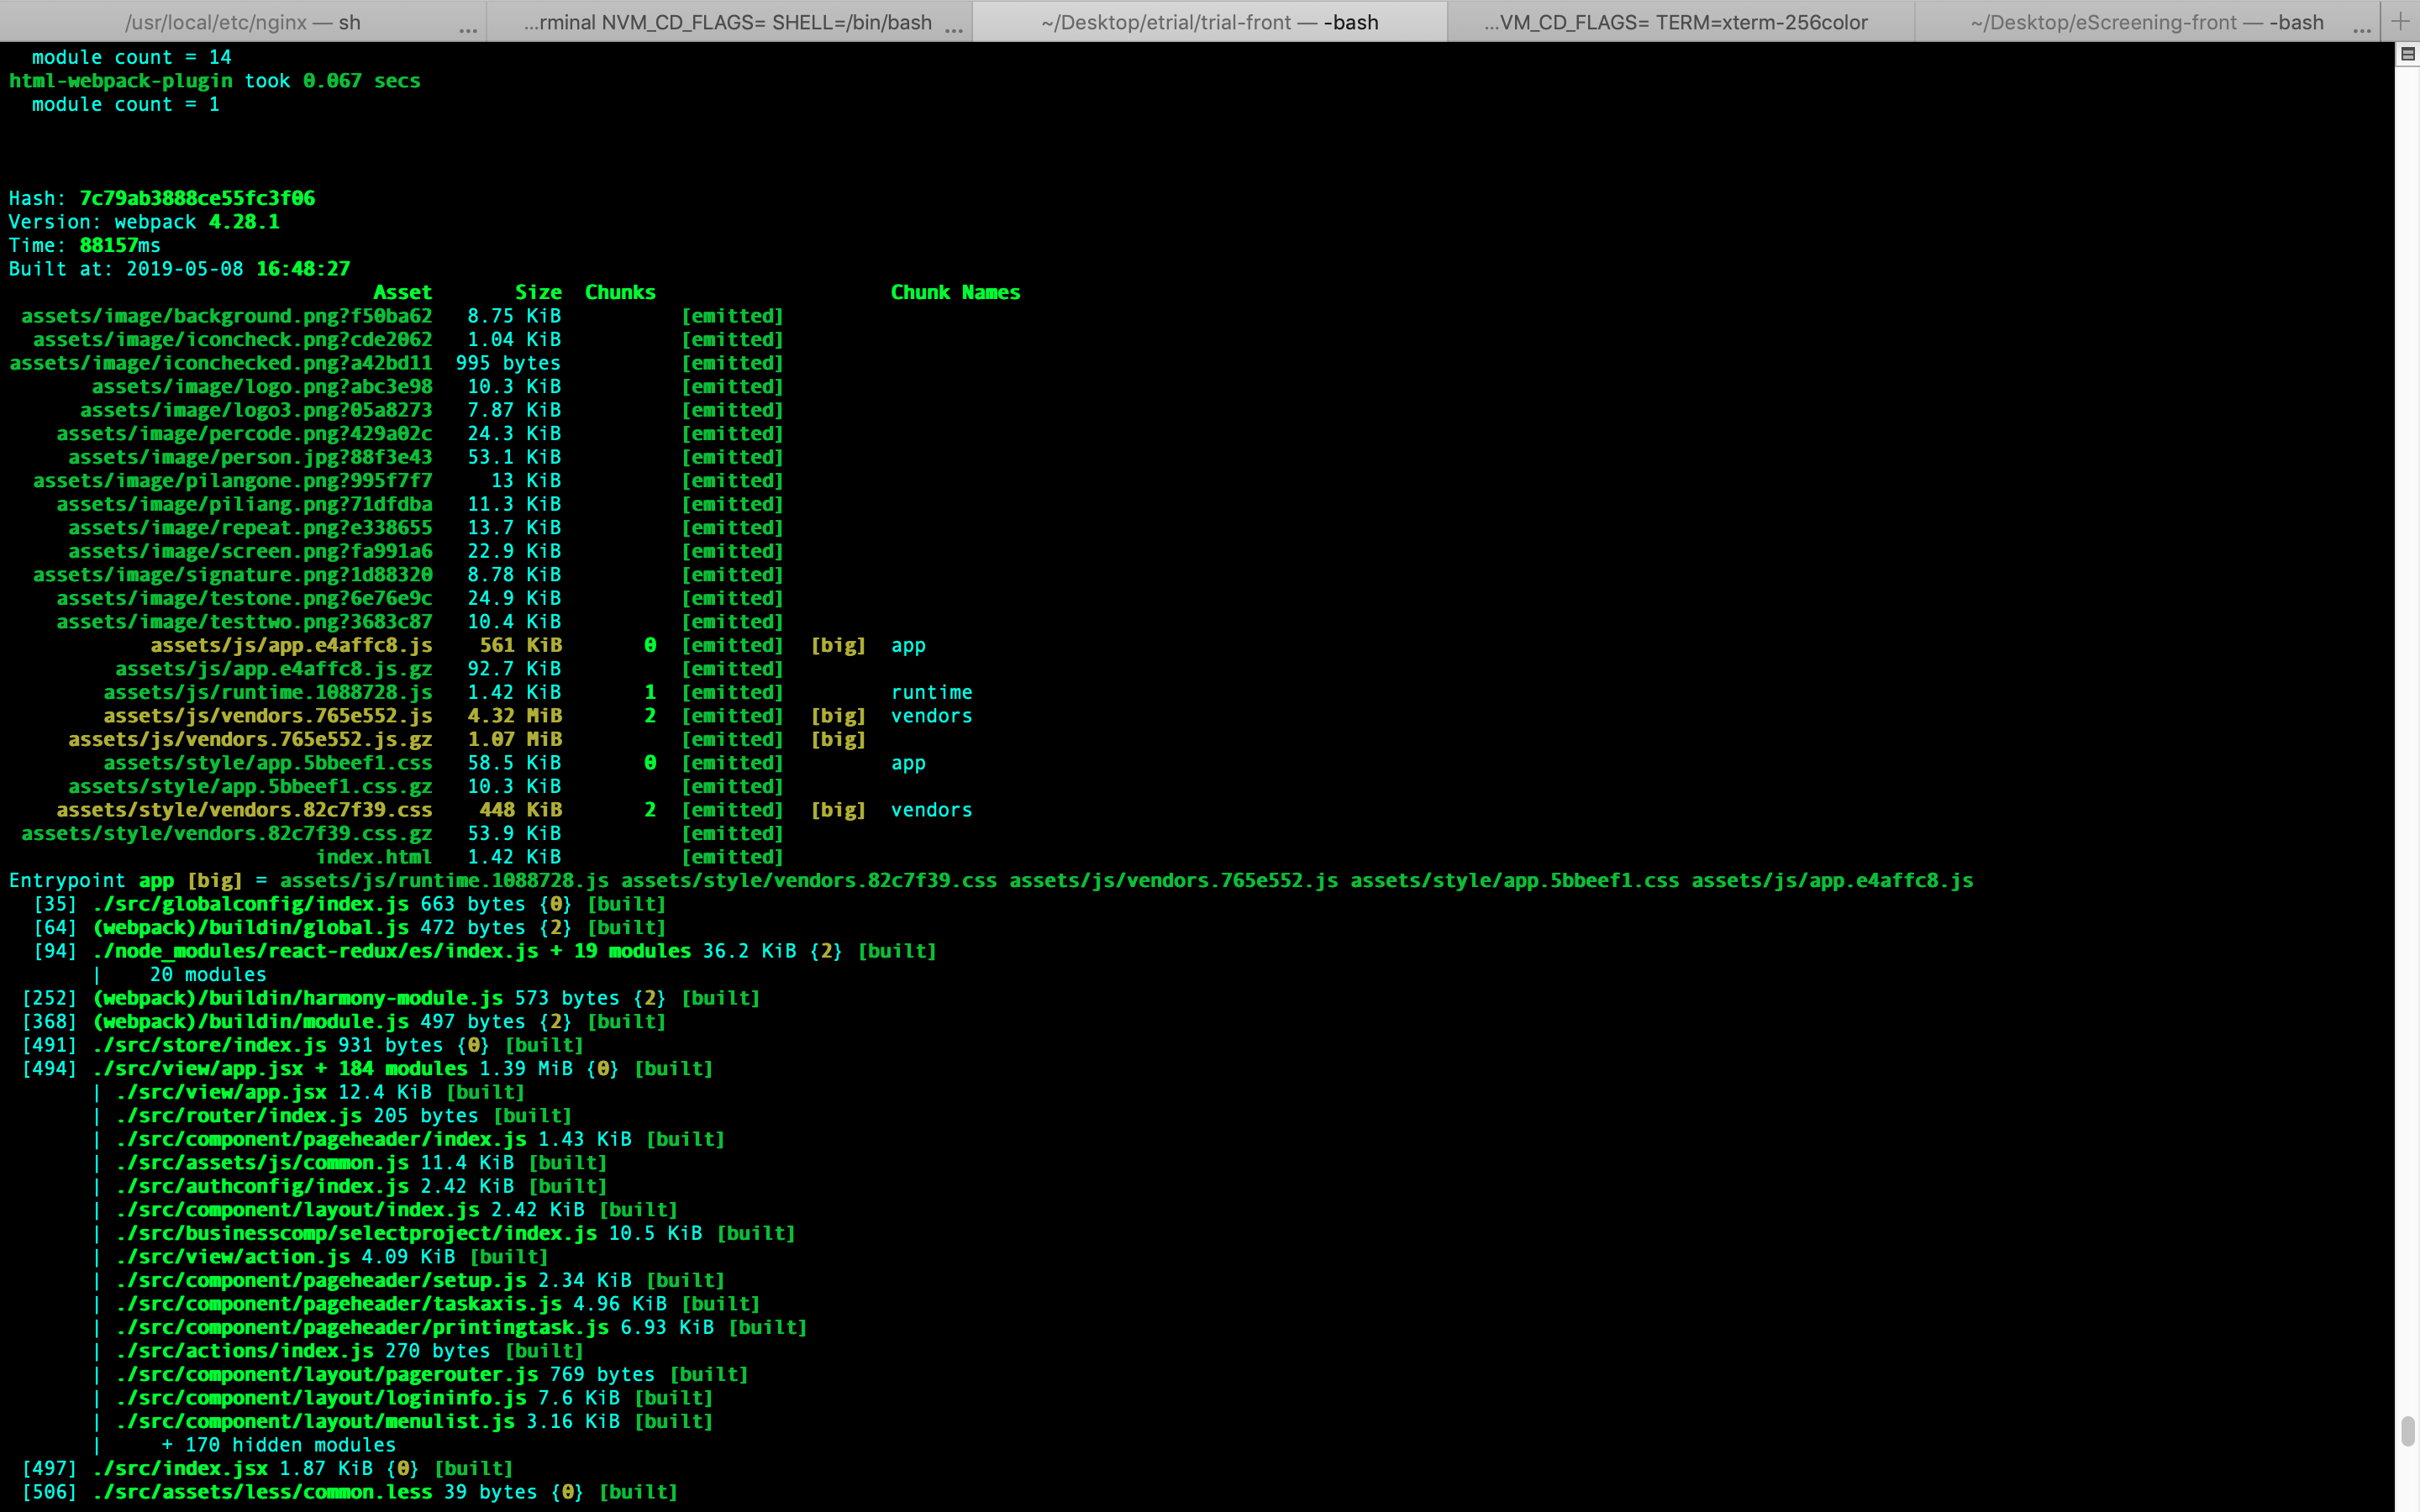 /usr/local/etc/nginx — sh ...
...rminal NVM_CD_FLAGS= SHELL=/bin/bash ...
~/Desktop/etrial/trial-front — -bash
...VM_CD_FLAGS= TERM=xterm-256color
~/Desktop/eScreening-front — -bash ...
module count = 14
html-webpack-plugin took 0.067 secs
module count = 1
Hash: 7c79ab3888ce55fc3f06
Version: webpack 4.28.1
Time: 88157ms
Built at: 2019-05-08 16:48:27
Asset Size Chunks Chunk Names
assets/image/background.png?f50ba62 8.75 KiB [emitted]
assets/image/iconcheck.png?cde2062 1.04 KiB [emitted]
assets/image/iconchecked.png?a42bd11 995 bytes [emitted]
assets/image/logo.png?abc3e98 10.3 KiB [emitted]
assets/image/logo3.png?05a8273 7.87 KiB [emitted]
assets/image/percode.png?429a02c 24.3 KiB [emitted]
assets/image/person.jpg?88f3e43 53.1 KiB [emitted]
assets/image/pilangone.png?995f7f7 13 KiB [emitted]
assets/image/piliang.png?71dfdba 11.3 KiB [emitted]
assets/image/repeat.png?e338655 13.7 KiB [emitted]
assets/image/screen.png?fa991a6 22.9 KiB [emitted]
assets/image/signature.png?1d88320 8.78 KiB [emitted]
assets/image/testone.png?6e76e9c 24.9 KiB [emitted]
assets/image/testtwo.png?3683c87 10.4 KiB [emitted]
assets/js/app.e4affc8.js 561 KiB 0 [emitted] [big] app
assets/js/app.e4affc8.js.gz 92.7 KiB [emitted]
assets/js/runtime.1088728.js 1.42 KiB 1 [emitted] runtime
assets/js/vendors.765e552.js 4.32 MiB 2 [emitted] [big] vendors
assets/js/vendors.765e552.js.gz 1.07 MiB [emitted] [big]
assets/style/app.5bbeef1.css 58.5 KiB 0 [emitted] app
assets/style/app.5bbeef1.css.gz 10.3 KiB [emitted]
assets/style/vendors.82c7f39.css 448 KiB 2 [emitted] [big] vendors
assets/style/vendors.82c7f39.css.gz 53.9 KiB [emitted]
index.html 1.42 KiB [emitted]
Entrypoint app [big] = assets/js/runtime.1088728.js assets/style/vendors.82c7f39.css assets/js/vendors.765e552.js assets/style/app.5bbeef1.css assets/js/app.e4affc8.js
[35] ./src/globalconfig/index.js 663 bytes {0} [built]
[64] (webpack)/buildin/global.js 472 bytes {2} [built]
[94] ./node_modules/react-redux/es/index.js + 19 modules 36.2 KiB {2} [built]
| 20 modules
[252] (webpack)/buildin/harmony-module.js 573 bytes {2} [built]
[368] (webpack)/buildin/module.js 497 bytes {2} [built]
[491] ./src/store/index.js 931 bytes {0} [built]
[494] ./src/view/app.jsx + 184 modules 1.39 MiB {0} [built]
| ./src/view/app.jsx 12.4 KiB [built]
| ./src/router/index.js 205 bytes [built]
| ./src/component/pageheader/index.js 1.43 KiB [built]
| ./src/assets/js/common.js 11.4 KiB [built]
| ./src/authconfig/index.js 2.42 KiB [built]
| ./src/component/layout/index.js 2.42 KiB [built]
| ./src/businesscomp/selectproject/index.js 10.5 KiB [built]
| ./src/view/action.js 4.09 KiB [built]
| ./src/component/pageheader/setup.js 2.34 KiB [built]
| ./src/component/pageheader/taskaxis.js 4.96 KiB [built]
| ./src/component/pageheader/printingtask.js 6.93 KiB [built]
| ./src/actions/index.js 270 bytes [built]
| ./src/component/layout/pagerouter.js 769 bytes [built]
| ./src/component/layout/logininfo.js 7.6 KiB [built]
| ./src/component/layout/menulist.js 3.16 KiB [built]
| + 170 hidden modules
[497] ./src/index.jsx 1.87 KiB {0} [built]
[506] ./src/assets/less/common.less 39 bytes {0} [built]